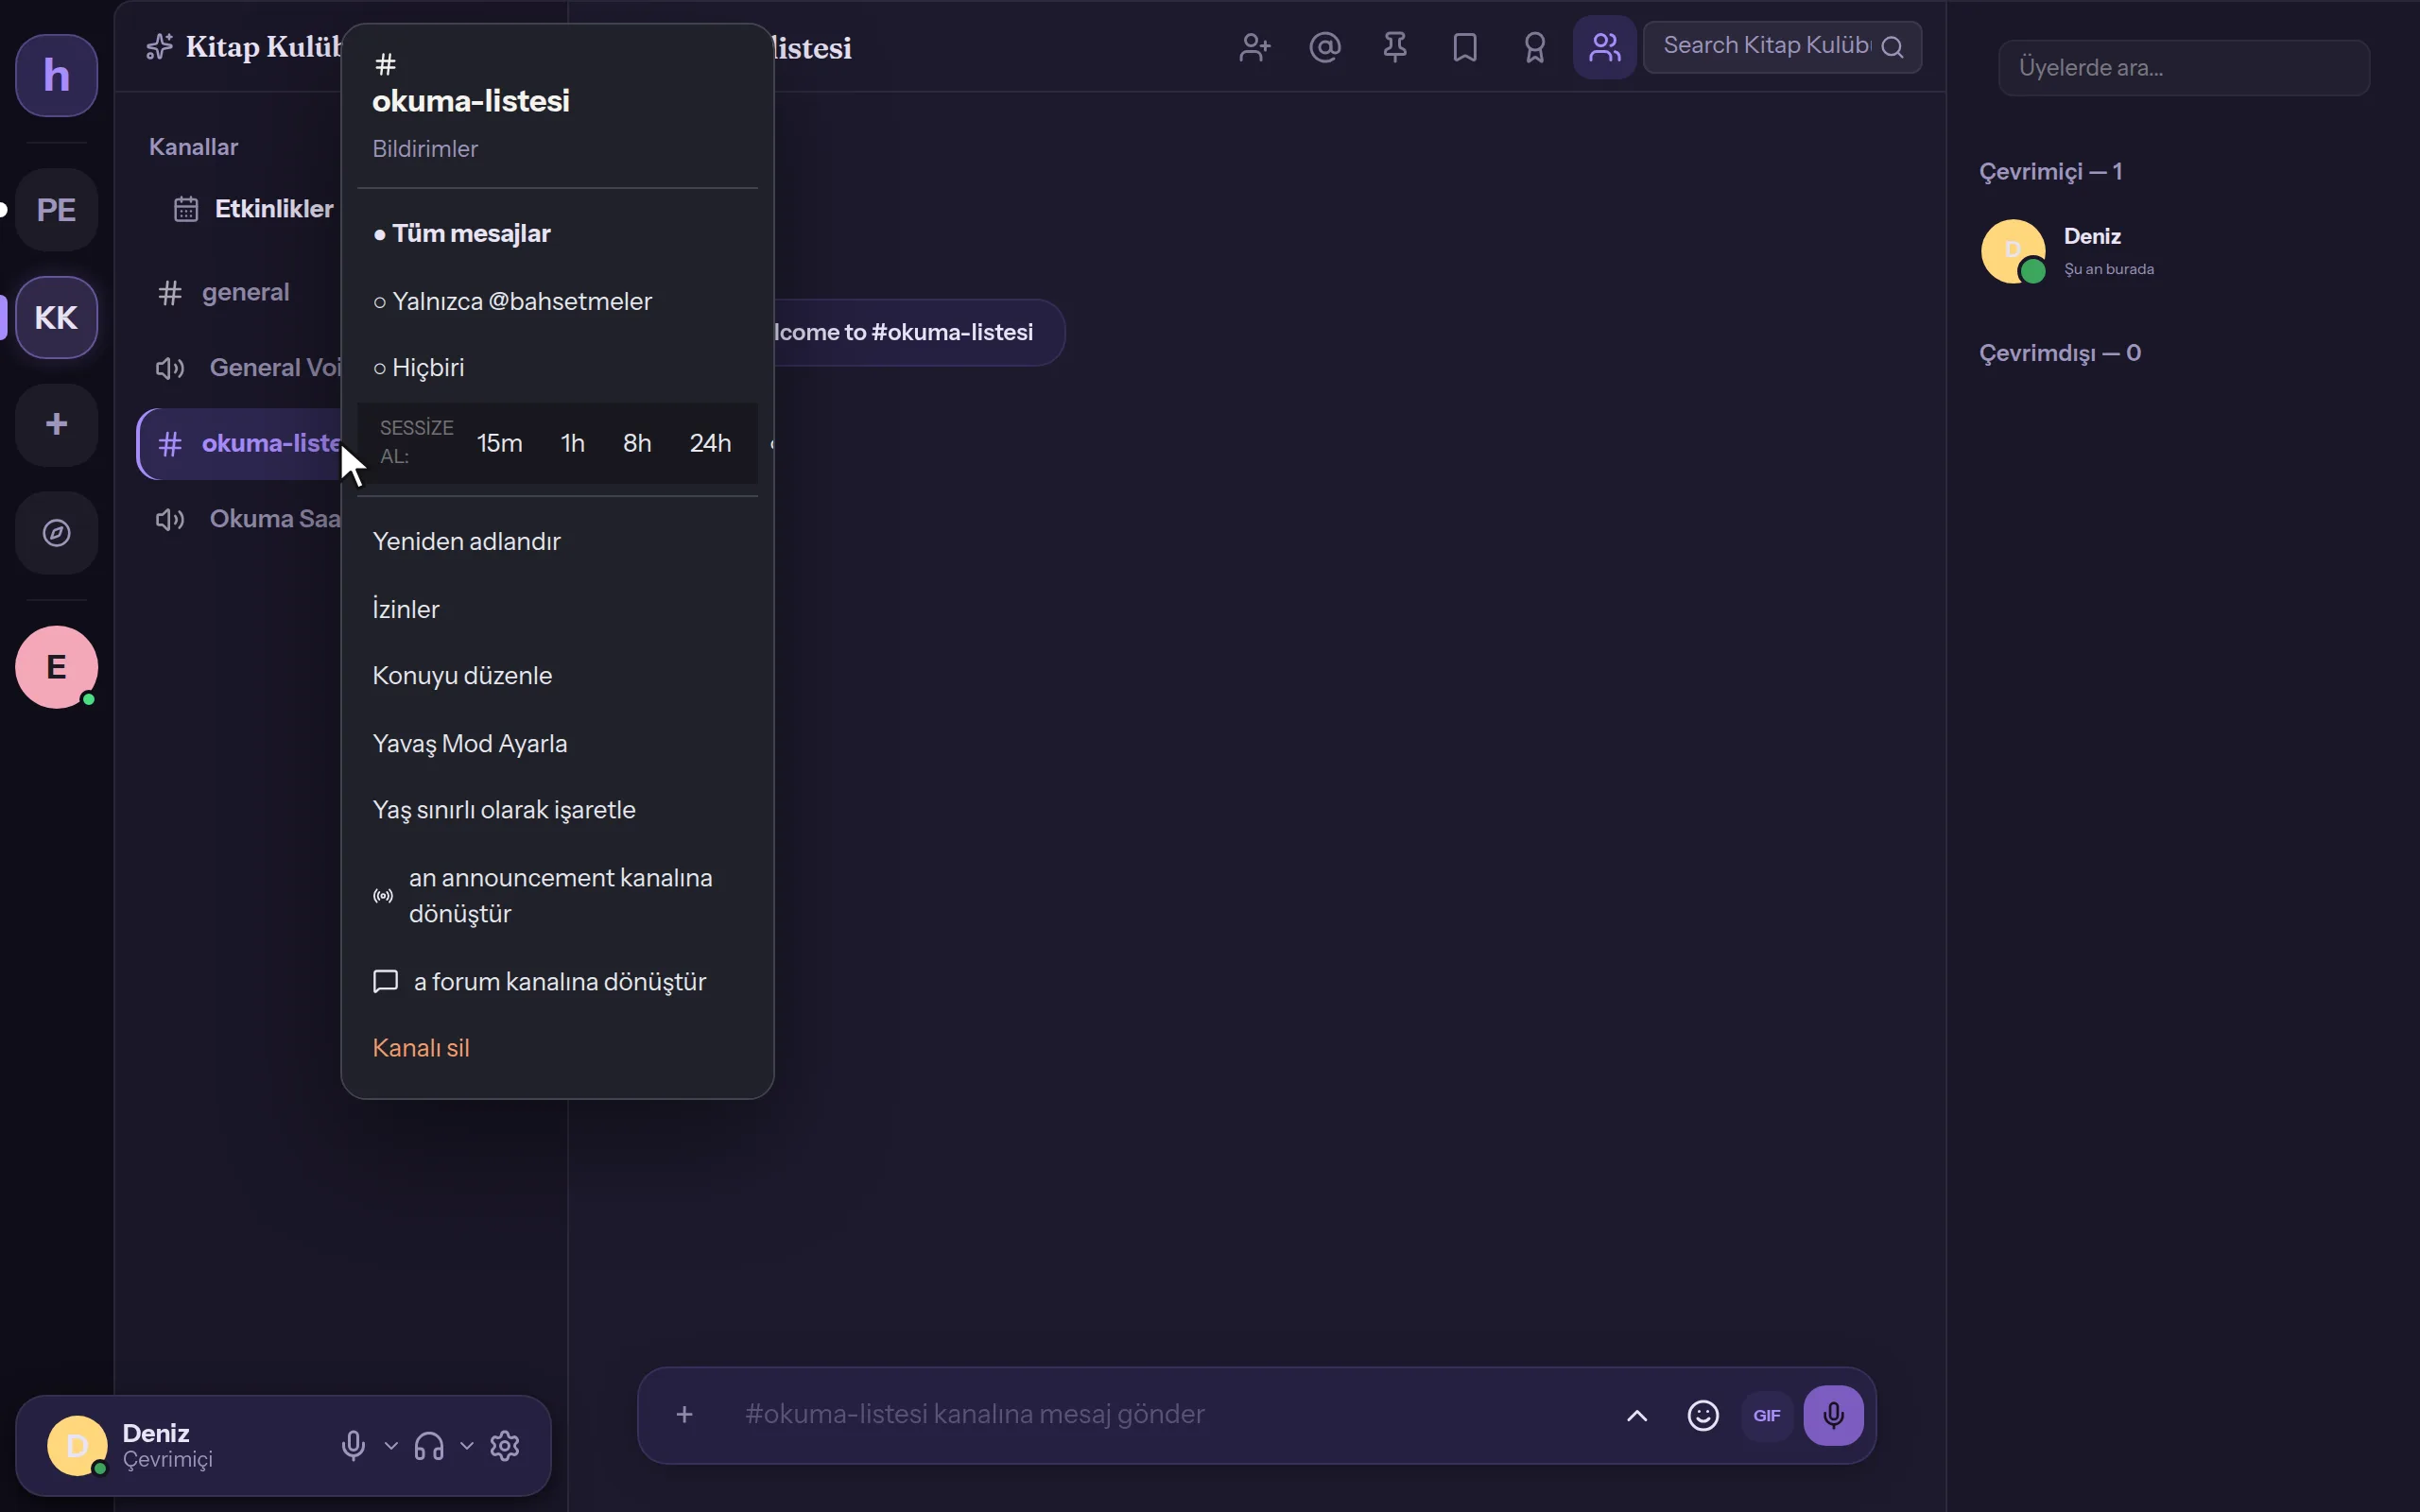 h
PE
KK
+
E
Kitap Kulüb
Kanallar
Etkinlikler
general
General Voi
okuma-liste
Okuma Saa
#
okuma-listesi
Bildirimler
● Tüm mesajlar
○ Yalnızca @bahsetmeler
○ Hiçbiri
SESSİZE
AL:
15m 1h 8h 24h
Yeniden adlandır
İzinler
Konuyu düzenle
Yavaş Mod Ayarla
Yaş sınırlı olarak işaretle
an announcement kanalına
dönüştür
a forum kanalına dönüştür
Kanalı sil
listesi
Search Kitap Kulüb
lcome to #okuma-listesi
+ #okuma-listesi kanalına mesaj gönder
GIF
Üyelerde ara...
Çevrimiçi — 1
D
Deniz
Şu an burada
Çevrimdışı — 0
D
Deniz
Çevrimiçi